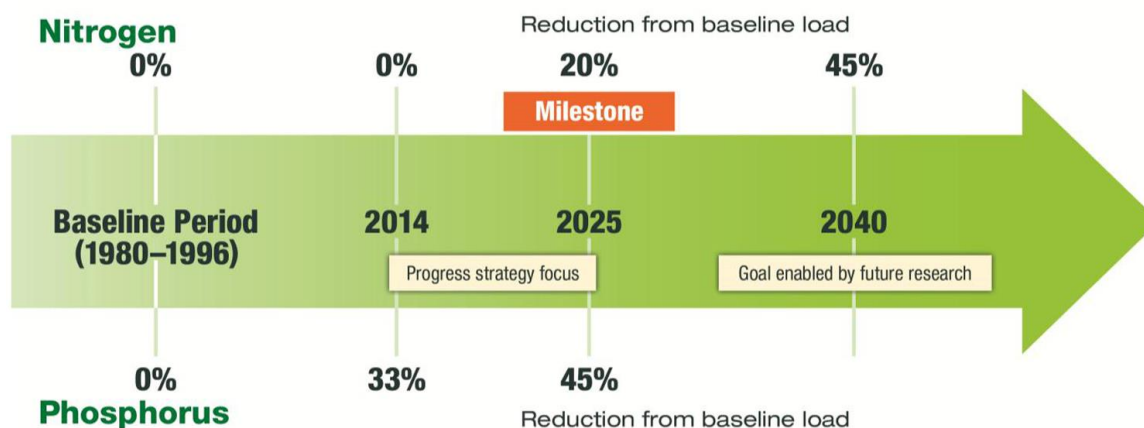 Nitrogen
Reduction from baseline load
0% 0% 20% 45%
Milestone
Baseline Period
(1980–1996)
2014 2025 2040
Progress strategy focus
Goal enabled by future research
0% 33% 45%
Phosphorus
Reduction from baseline load